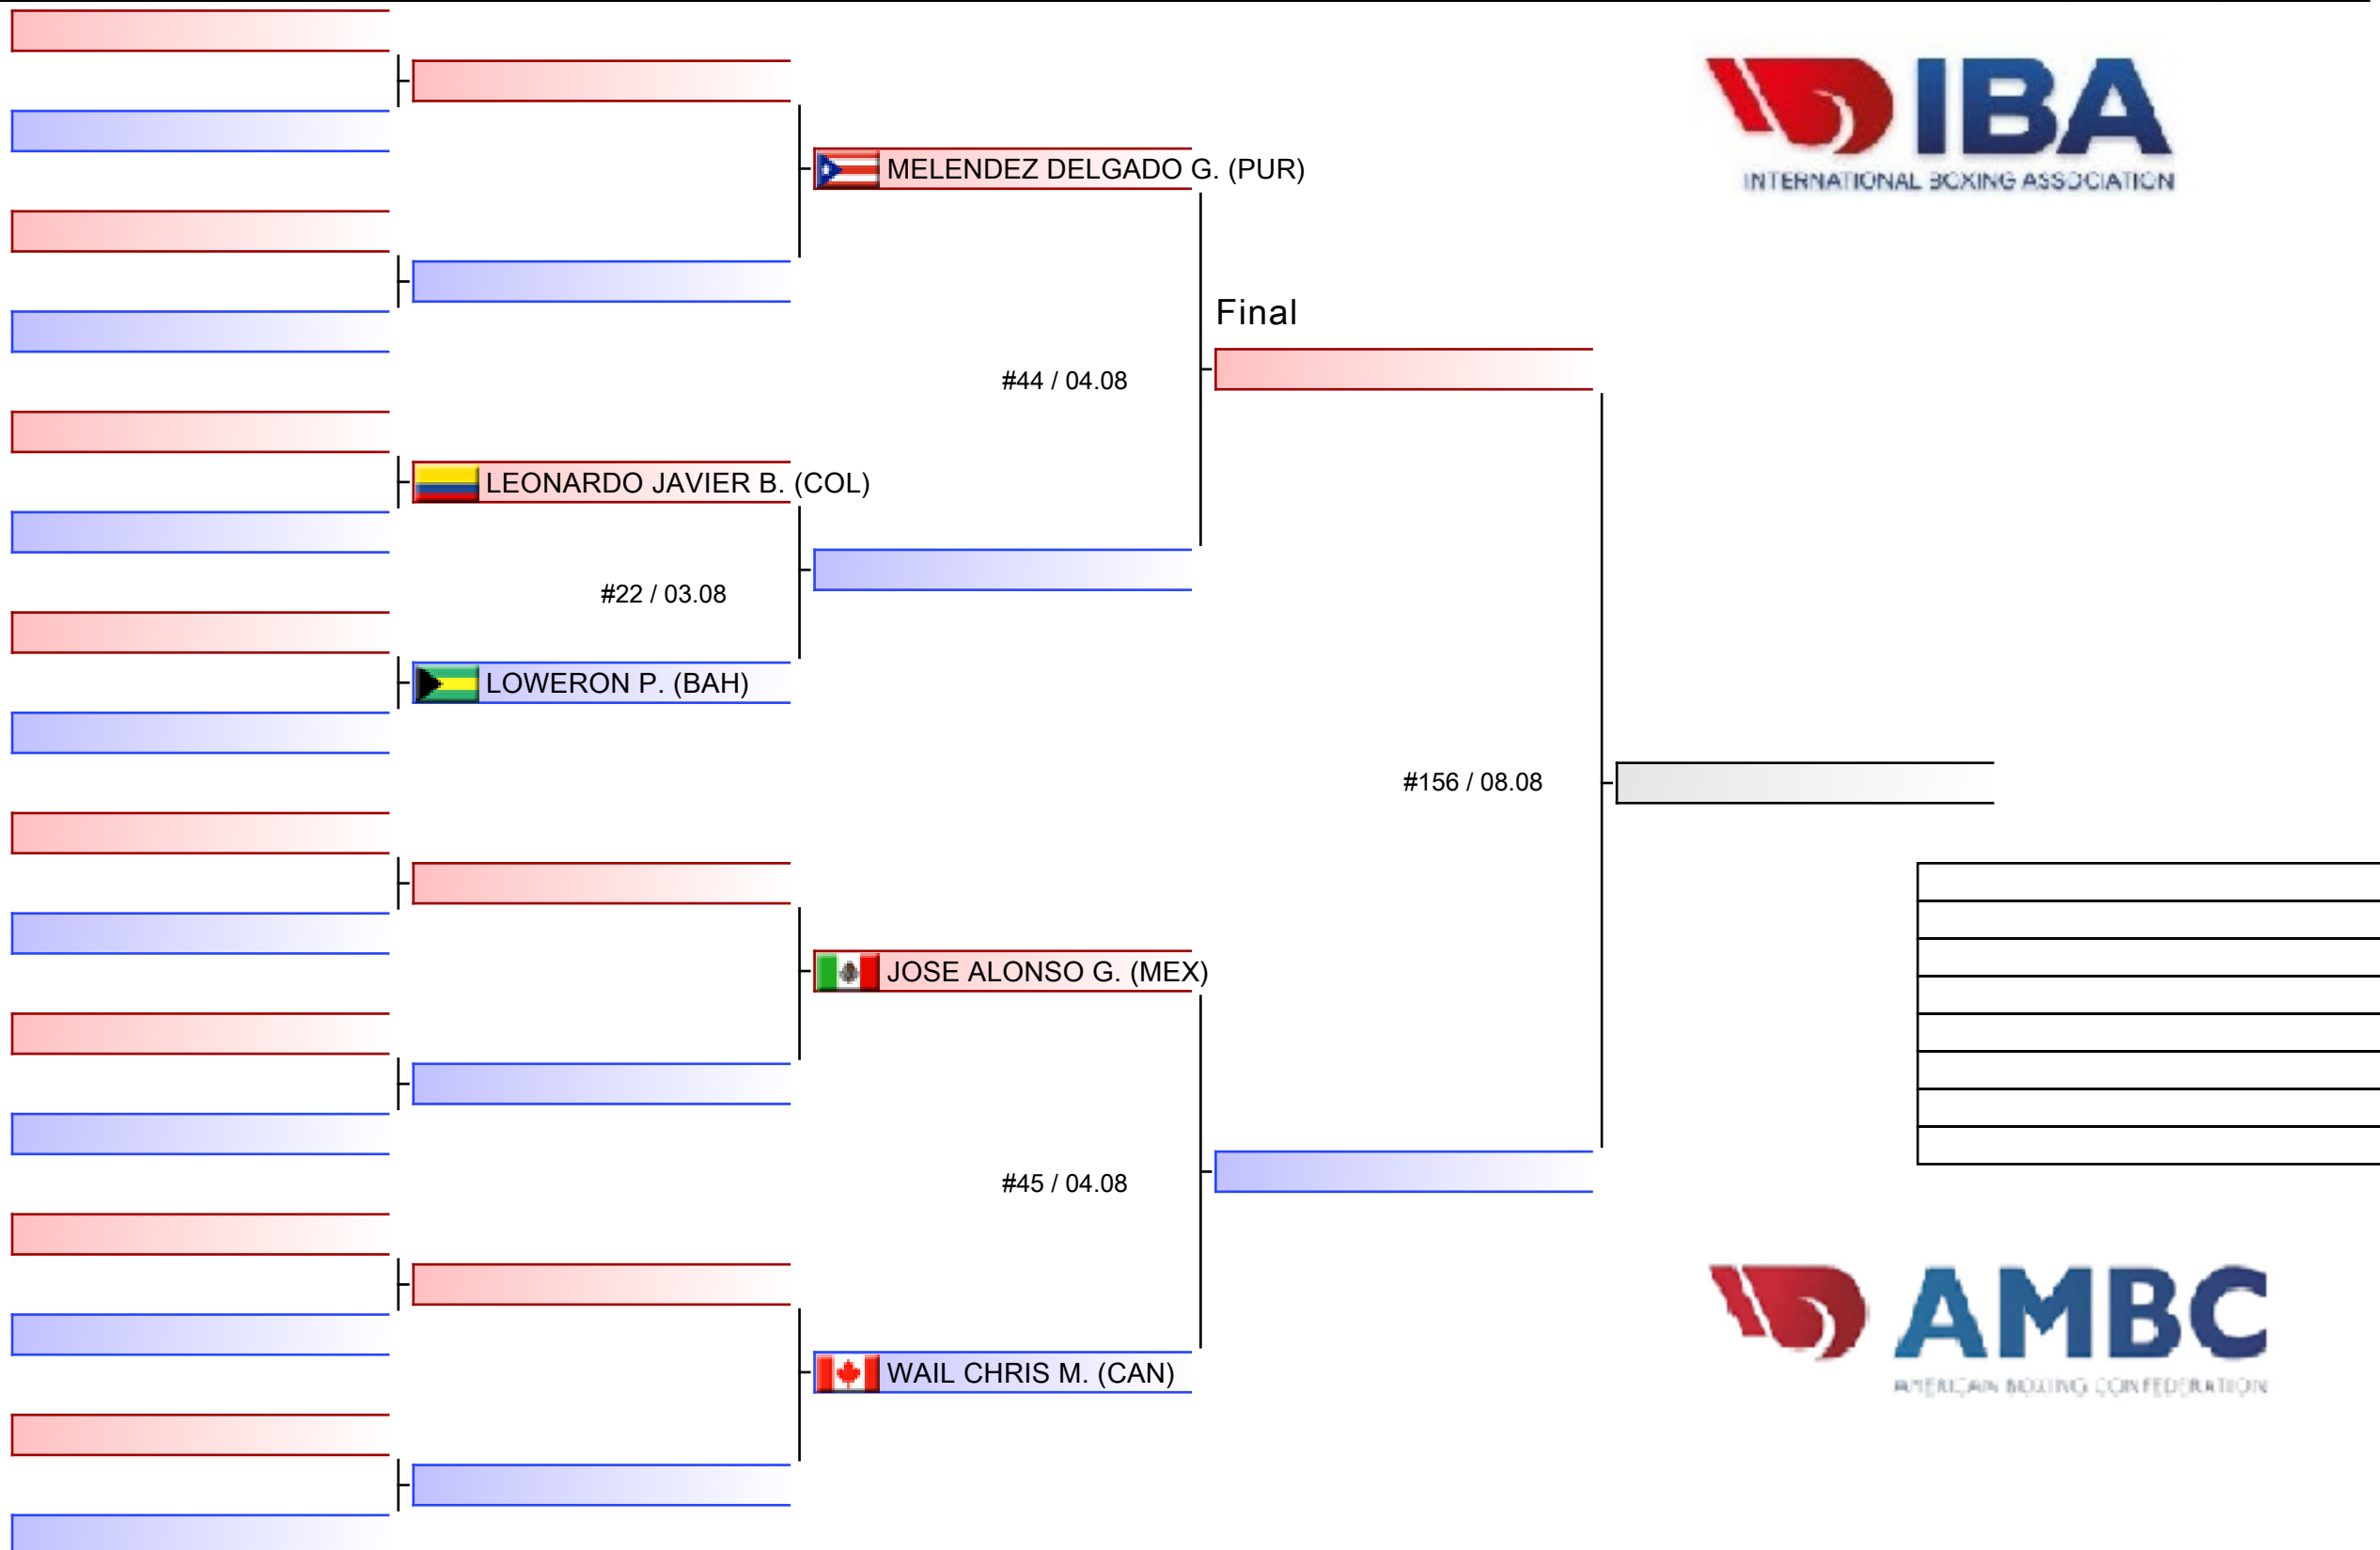 IBA
INTERNATIONAL BOXING ASSOCIATION
MELENDEZ DELGADO G. (PUR)
Final
#44 / 04.08
LEONARDO JAVIER B. (COL)
#22 / 03.08
LOWERON P. (BAH)
#156 / 08.08
JOSE ALONSO G. (MEX)
#45 / 04.08
AMBC
AMERICAN BOXING CONFEDERATION
WAIL CHRIS M. (CAN)